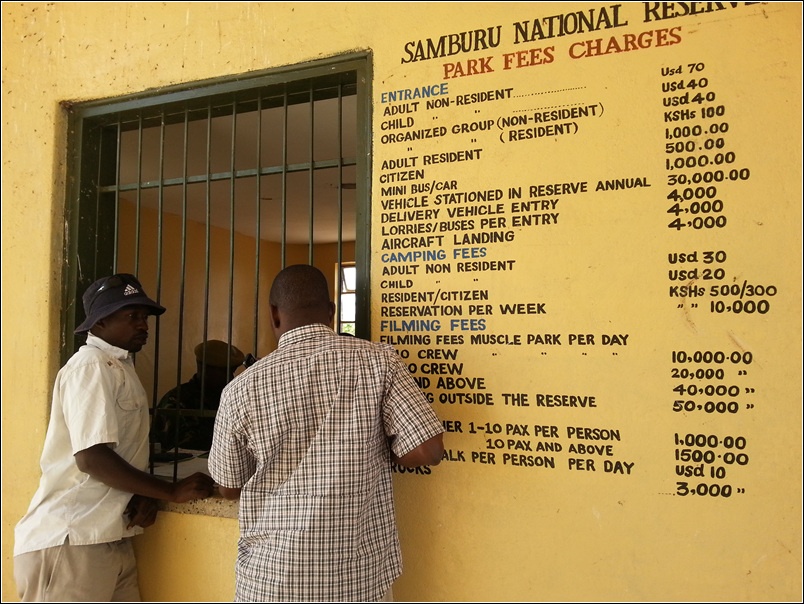 SAMBURU NATIONAL RESERVE
PARK FEES CHARGES
ENTRANCE
ADULT NON-RESIDENT................... Usd 70
CHILD " " .................. usd 40
ORGANIZED GROUP (NON-RESIDENT) usd 40
" " (RESIDENT) KSHs 100
ADULT RESIDENT 1,000.00
CITIZEN 500.00
MINI BUS/CAR 1,000.00
VEHICLE STATIONED IN RESERVE ANNUAL 30,000.00
DELIVERY VEHICLE ENTRY 4,000
LORRIES/BUSES PER ENTRY 4,000
AIRCRAFT LANDING 4,000
CAMPING FEES
ADULT NON RESIDENT usd 30
CHILD " " usd 20
RESIDENT/CITIZEN KSHs 500/300
RESERVATION PER WEEK " " 10,000
FILMING FEES
FILMING FEES MUSCLE PARK PER DAY
10 CREW " " " " 10,000.00
CREW 20,000 "
AND ABOVE 40,000 "
OUTSIDE THE RESERVE 50,000 "
1-10 PAX PER PERSON 1,000.00
10 PAX AND ABOVE 1500.00
PER PERSON PER DAY usd 10
.....3,000 "
adidas